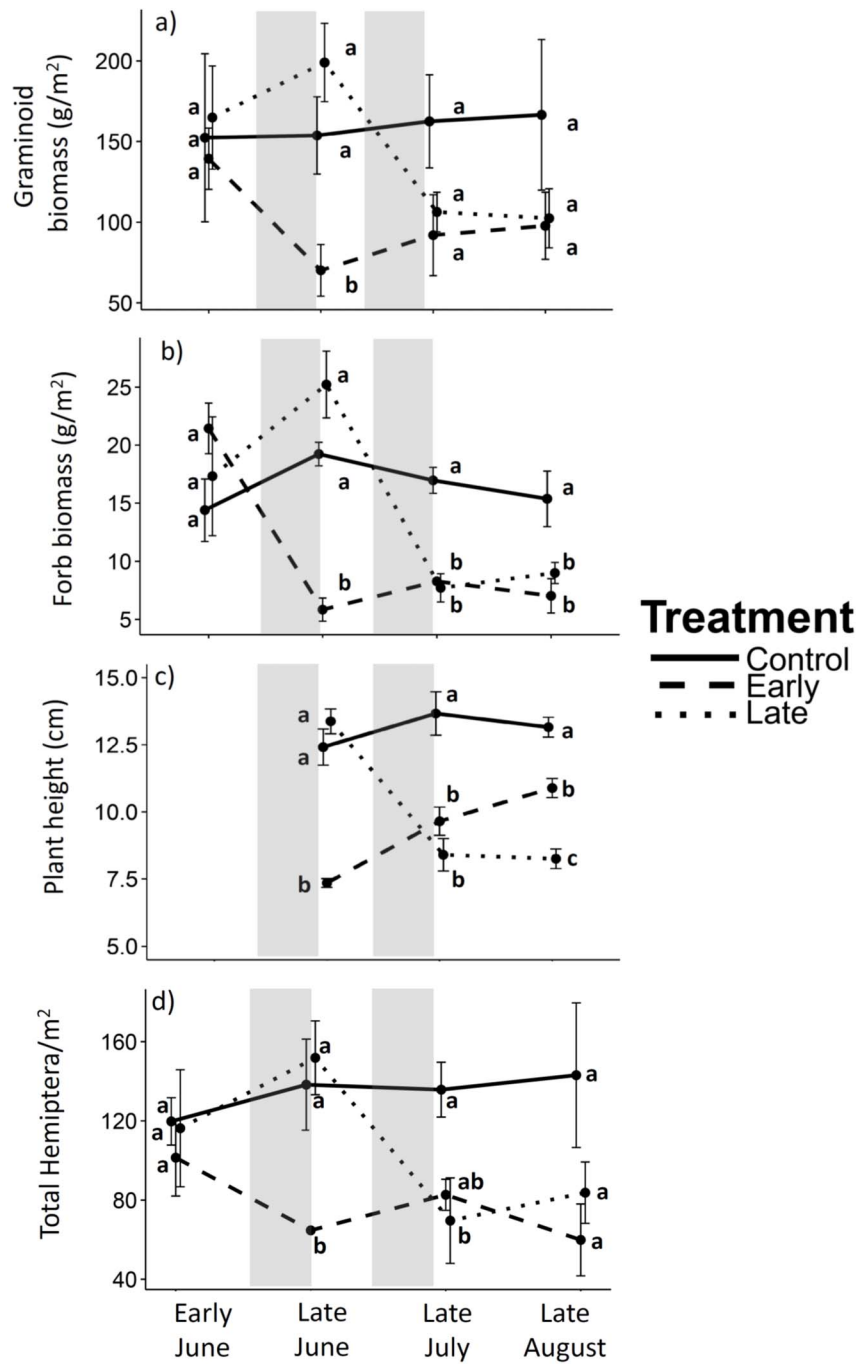 a)
Graminoid
biomass (g/m²)
200
150
100
50
a
a
a
a
a
b
a
a
a
a
a
a
b)
Forb biomass (g/m²)
25
20
15
10
5
a
a
a
a
a
b
a
b
b
a
b
b
c)
Plant height (cm)
15.0
12.5
10.0
7.5
5.0
a
a
b
a
b
b
a
b
c
d)
Total Hemiptera/m²
160
120
80
40
a
a
a
a
a
b
a
ab
b
a
a
a
Early
June
Late
June
Late
July
Late
August
Treatment
Control
Early
Late